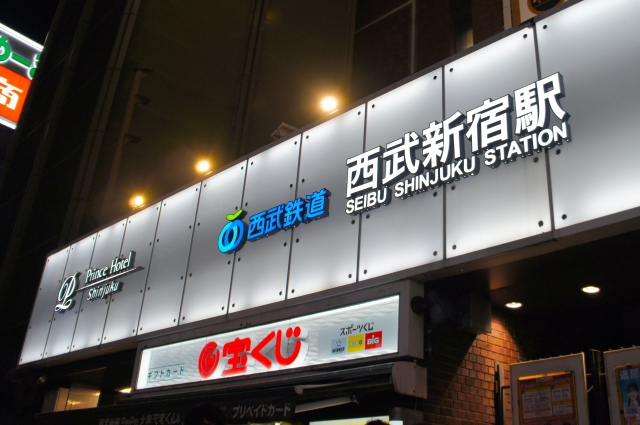 西武新宿駅
SEIBU SHINJUKU STATION
西武鉄道
Prince Hotel
Shinjuku
宝くじ
スポーツくじ
BIG
ギフトカード
プリペイドカード